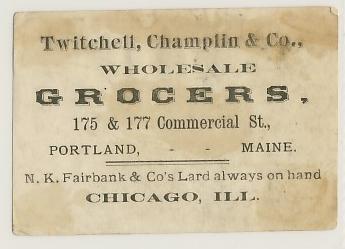 Twitchell, Champlin & Co.,
WHOLESALE
GROCERS,
175 & 177 Commercial St.,
PORTLAND, - - MAINE.
N. K. Fairbank & Co's Lard always on hand
CHICAGO, ILL.